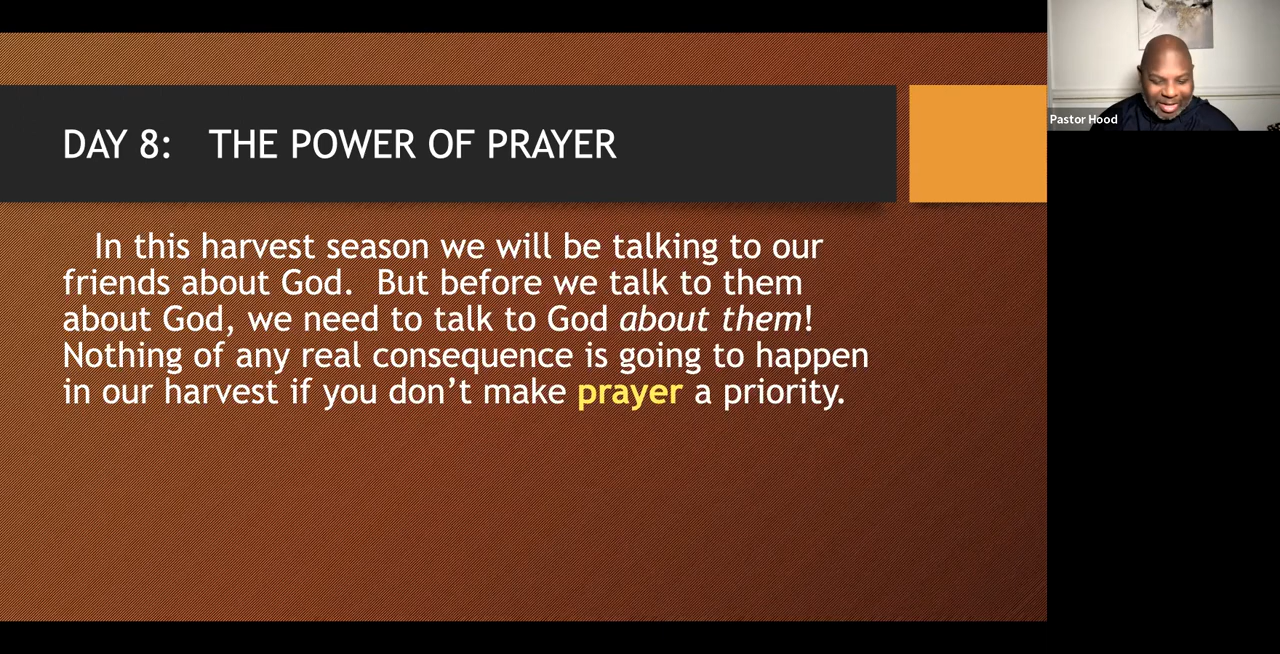 DAY 8: THE POWER OF PRAYER
In this harvest season we will be talking to our
friends about God. But before we talk to them
about God, we need to talk to God about them!
Nothing of any real consequence is going to happen
in our harvest if you don’t make prayer a priority.
Pastor Hood